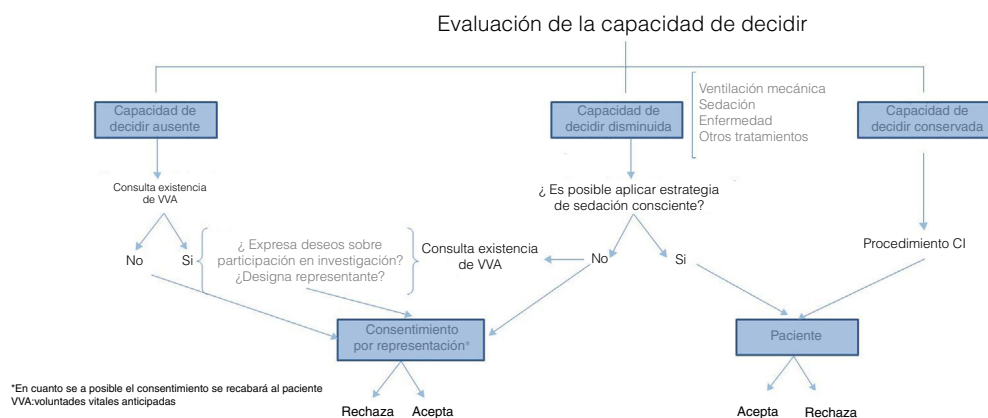 Evaluación de la capacidad de decidir
Capacidad de
decidir ausente
Capacidad de
decidir disminuida
Ventilación mecánica
Sedación
Enfermedad
Otros tratamientos
Capacidad de
decidir conservada
Consulta existencia
de VVA
¿ Es posible aplicar estrategia
de sedación consciente?
No
Si
¿ Expresa deseos sobre
participación en investigación?
¿Designa representante?
Consulta existencia
de VVA
No
Si
Procedimiento CI
Consentimiento
por representación*
Paciente
*En cuanto se a posible el consentimiento se recabará al paciente
VVA:voluntades vitales anticipadas
Rechaza
Acepta
Acepta
Rechaza